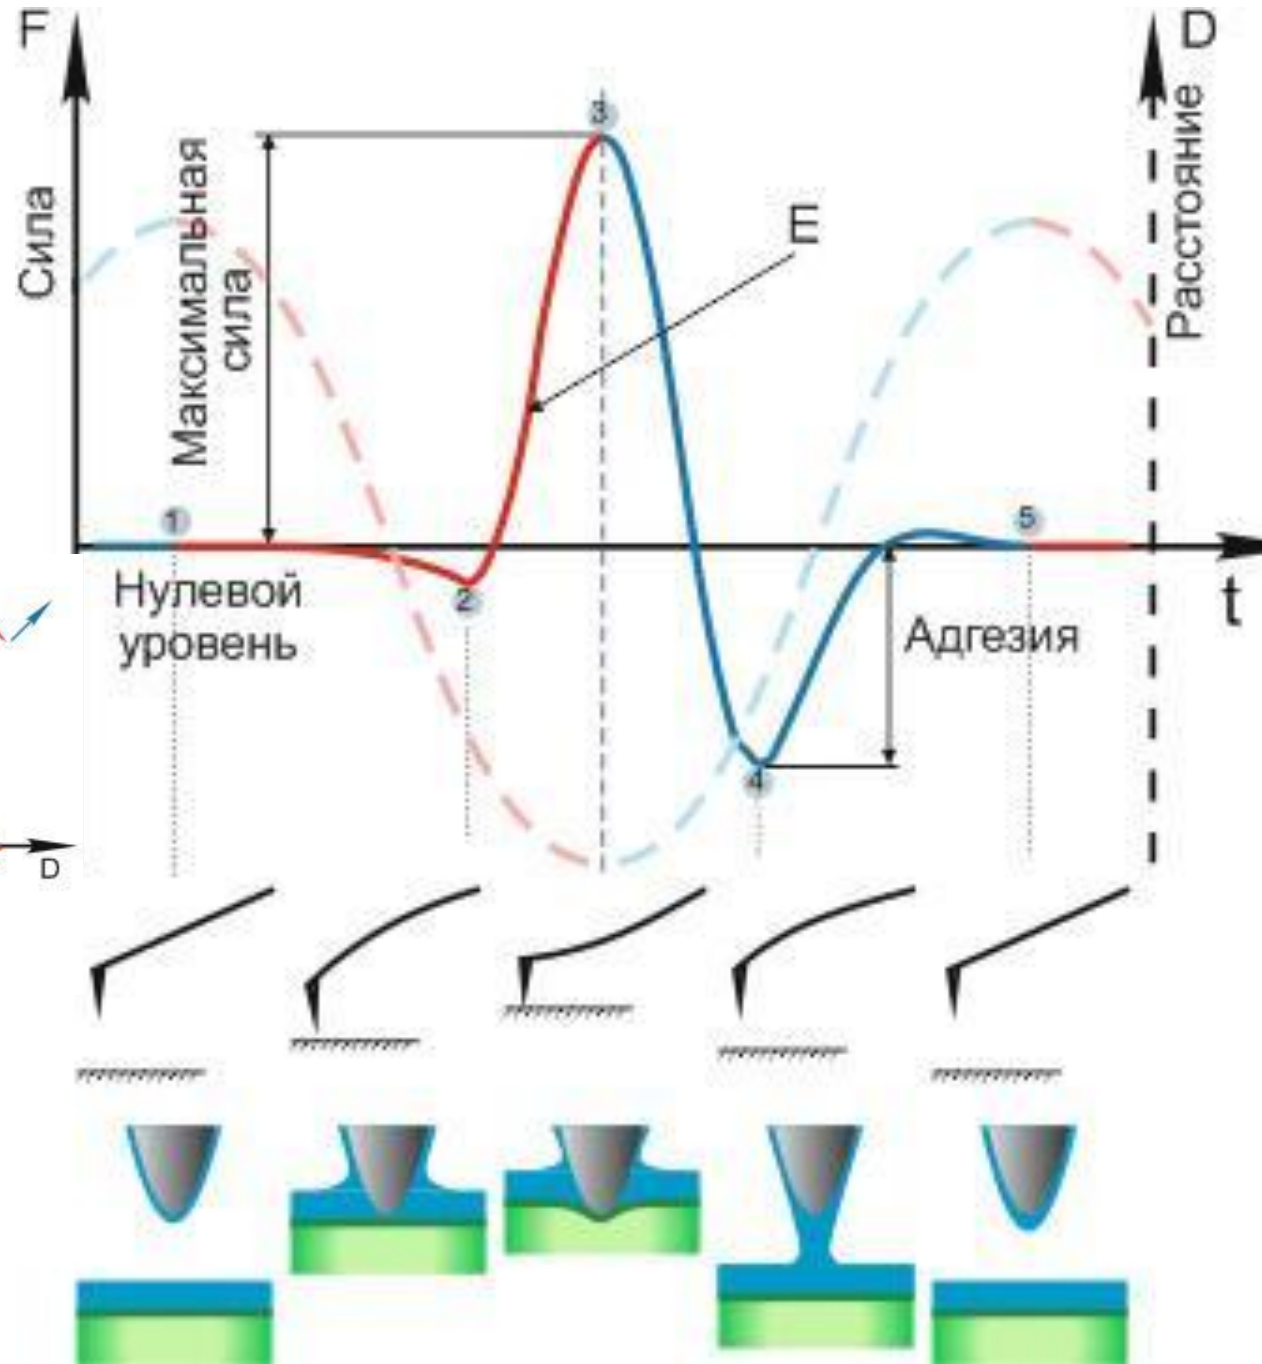 F
D
Сила
Максимальная
сила
Расстояние
3
E
1
5
Нулевой
уровень
2
t
Адгезия
4
D